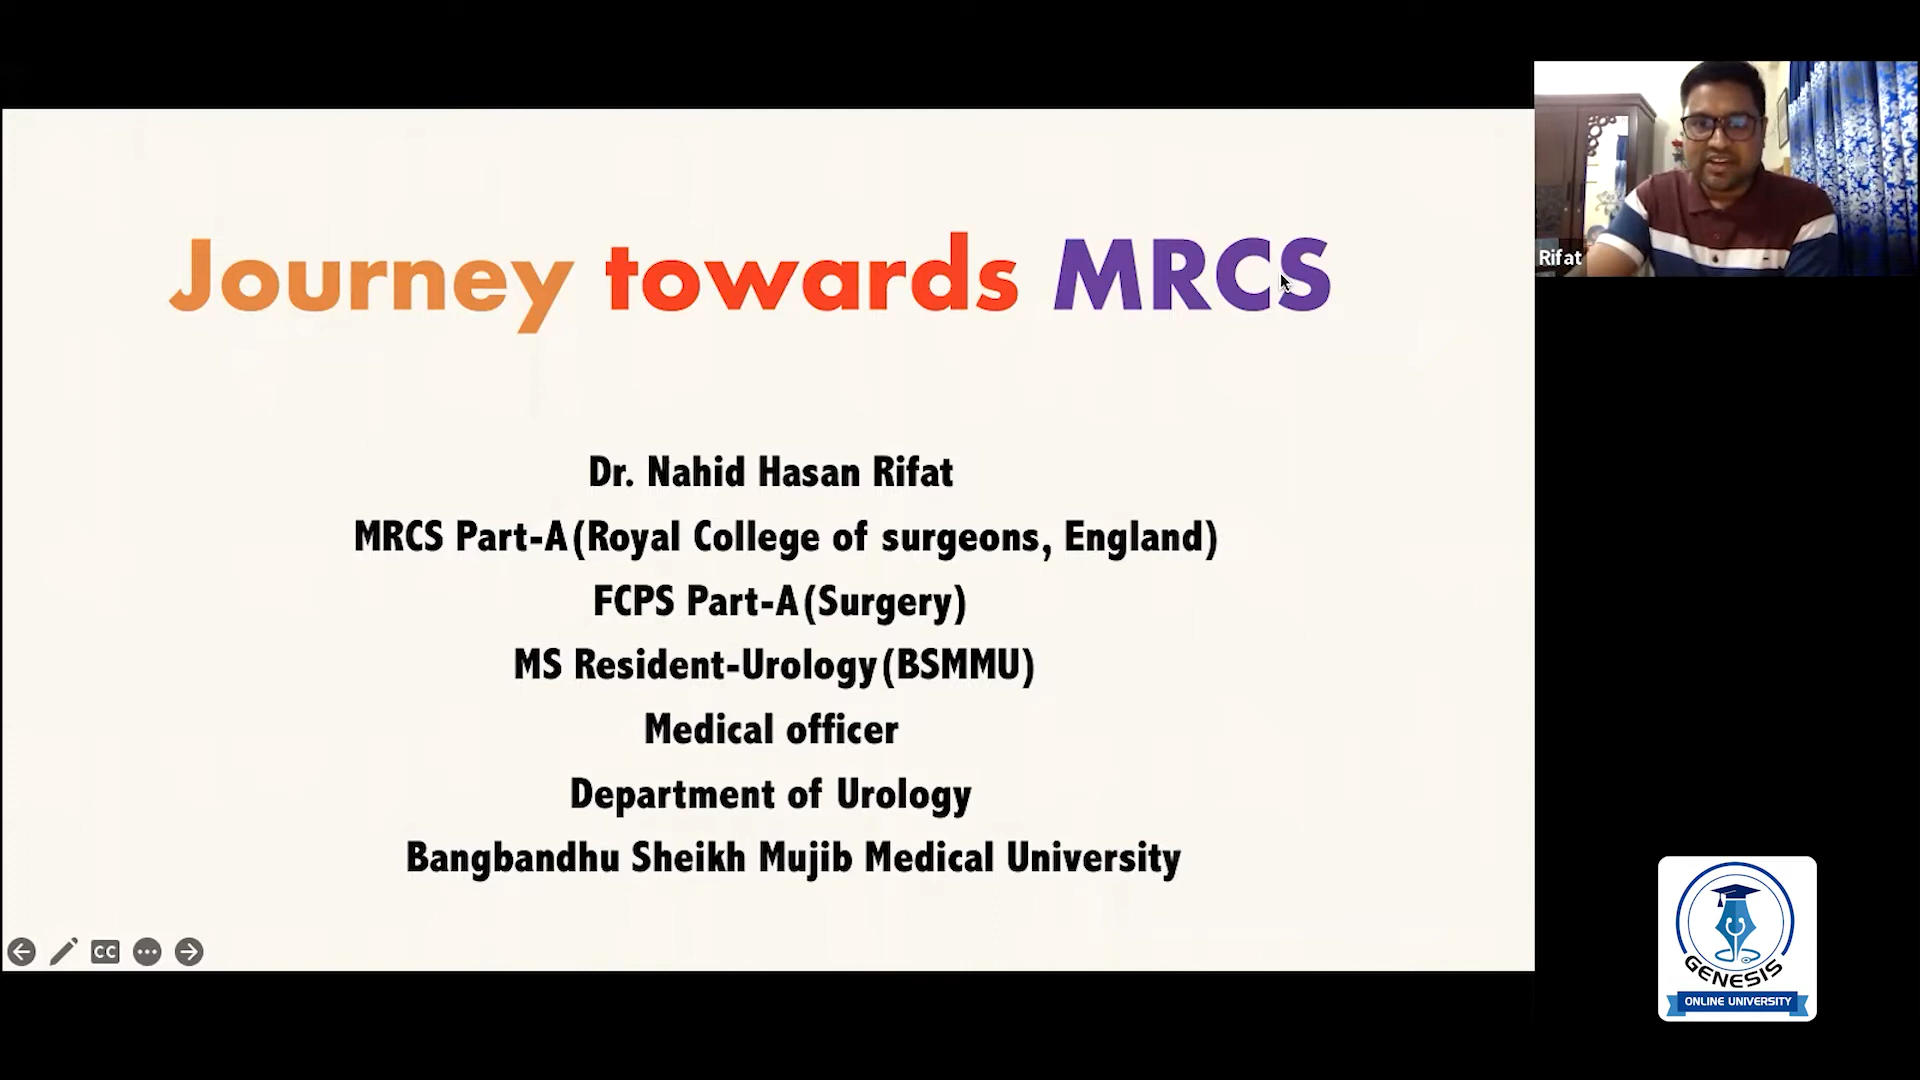 Journey towards MRCS
Dr. Nahid Hasan Rifat
MRCS Part-A(Royal College of surgeons, England)
FCPS Part-A(Surgery)
MS Resident-Urology(BSMMU)
Medical officer
Department of Urology
Bangbandhu Sheikh Mujib Medical University
CC
Rifat
GENESIS
ONLINE UNIVERSITY